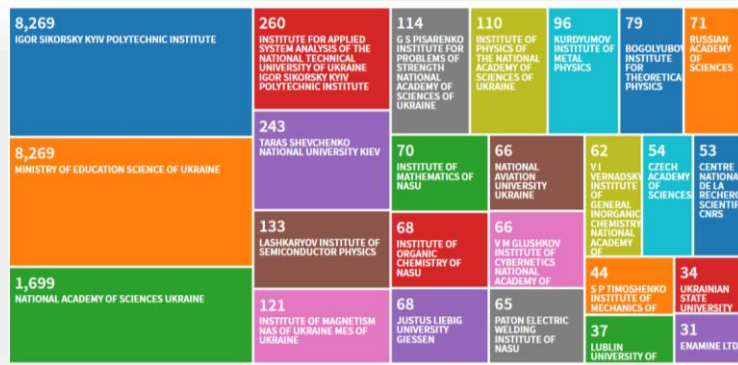 8,269
IGOR SIKORSKY KYIV POLYTECHNIC INSTITUTE
8,269
MINISTRY OF EDUCATION SCIENCE OF UKRAINE
1,699
NATIONAL ACADEMY OF SCIENCES UKRAINE
260
INSTITUTE FOR APPLIED
SYSTEM ANALYSIS OF THE
NATIONAL TECHNICAL
UNIVERSITY OF UKRAINE
IGOR SIKORSKY KYIV
POLYTECHNIC INSTITUTE
243
TARAS SHEVCHENKO
NATIONAL UNIVERSITY KIEV
133
LASHKARYOV INSTITUTE OF
SEMICONDUCTOR PHYSICS
121
INSTITUTE OF MAGNETISM
NAS OF UKRAINE MES OF
UKRAINE
114
G S PISARENKO
INSTITUTE FOR
PROBLEMS OF
STRENGTH
NATIONAL
ACADEMY OF
SCIENCES OF
UKRAINE
110
INSTITUTE OF
PHYSICS OF
THE NATIONAL
ACADEMY OF
SCIENCES OF
UKRAINE
96
KURDYUMOV
INSTITUTE OF
METAL
PHYSICS
79
BOGOLYUBOV
INSTITUTE
FOR
THEORETICA
PHYSICS
71
RUSSIAN
ACADEMY
OF
SCIENCES
70
INSTITUTE OF
MATHEMATICS OF
NASU
66
NATIONAL
AVIATION
UNIVERSITY
UKRAINE
68
INSTITUTE OF
ORGANIC
CHEMISTRY OF
NASU
66
V M GLUSHKOV
INSTITUTE OF
CYBERNETICS
NATIONAL
ACADEMY OF
68
JUSTUS LIEBIG
UNIVERSITY
GIESSEN
65
PATON ELECTRIC
WELDING
INSTITUTE OF
NASU
62
V I
VERNADSKY
INSTITUTE
OF
GENERAL
INORGANIC
CHEMISTRY
NATIONAL
ACADEMY
OF
54
CZECH
ACADEMY
OF
SCIENCES
53
CENTRE
NATIONA
DE LA
RECHERC
SCIENTIF
CNRS
44
S P TIMOSHENKO
INSTITUTE OF
MECHANICS OF
34
UKRAINIAN
STATE
UNIVERSITY
37
LUBLIN
UNIVERSITY OF
31
ENAMINE LTD